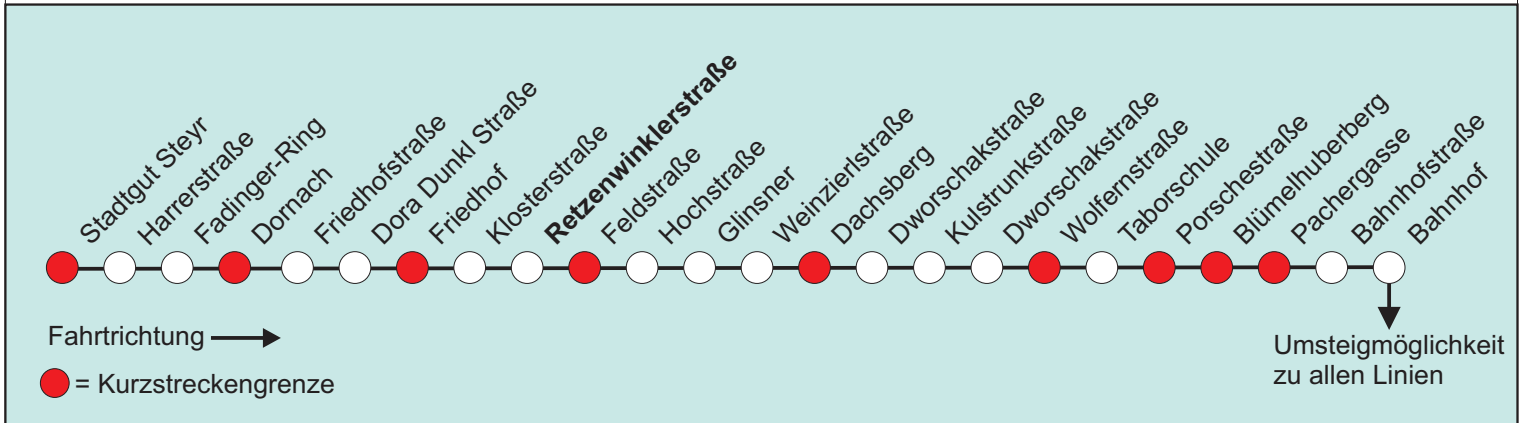 Stadtgut Steyr
Harrerstraße
Fadinger-Ring
Dornach
Friedhofstraße
Dora Dunkl Straße
Friedhof
Klosterstraße
Retzenwinklerstraße
Feldstraße
Hochstraße
Glinsner
Weinzierlstraße
Dachsberg
Dworschakstraße
Kulstrunkstraße
Dworschakstraße
Wolfernstraße
Taborschule
Porschestraße
Blümelhuberberg
Pachergasse
Bahnhofstraße
Bahnhof
Fahrtrichtung
= Kurzstreckengrenze
Umsteigmöglichkeit
zu allen Linien